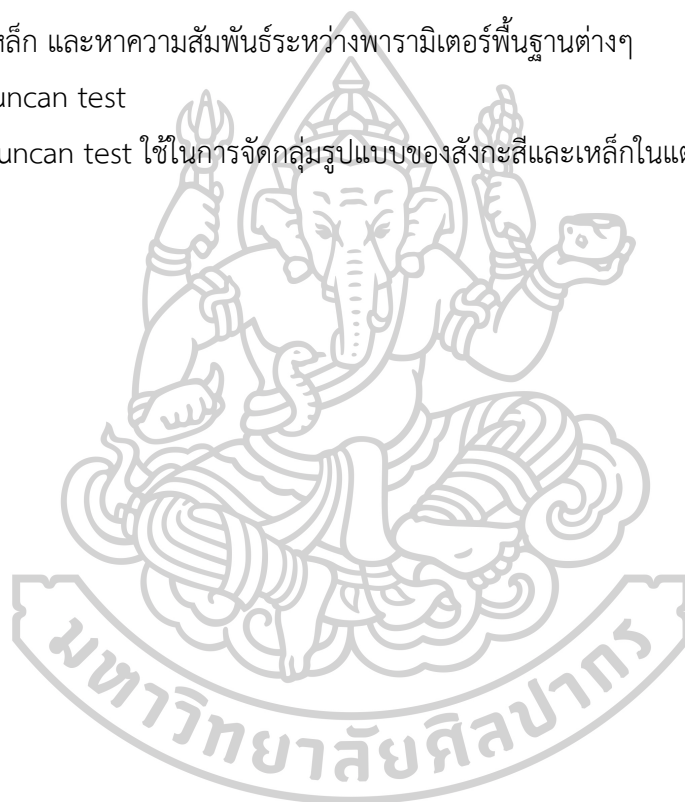 หล็ก และหาความสัมพันธ์ระหว่างพารามิเตอร์พื้นฐานต่างๆ
uncan test
uncan test ใช้ในการจัดกลุ่มรูปแบบของสังกะสีและเหล็กในแต่
มหาวิทยาลัยศิลปากร